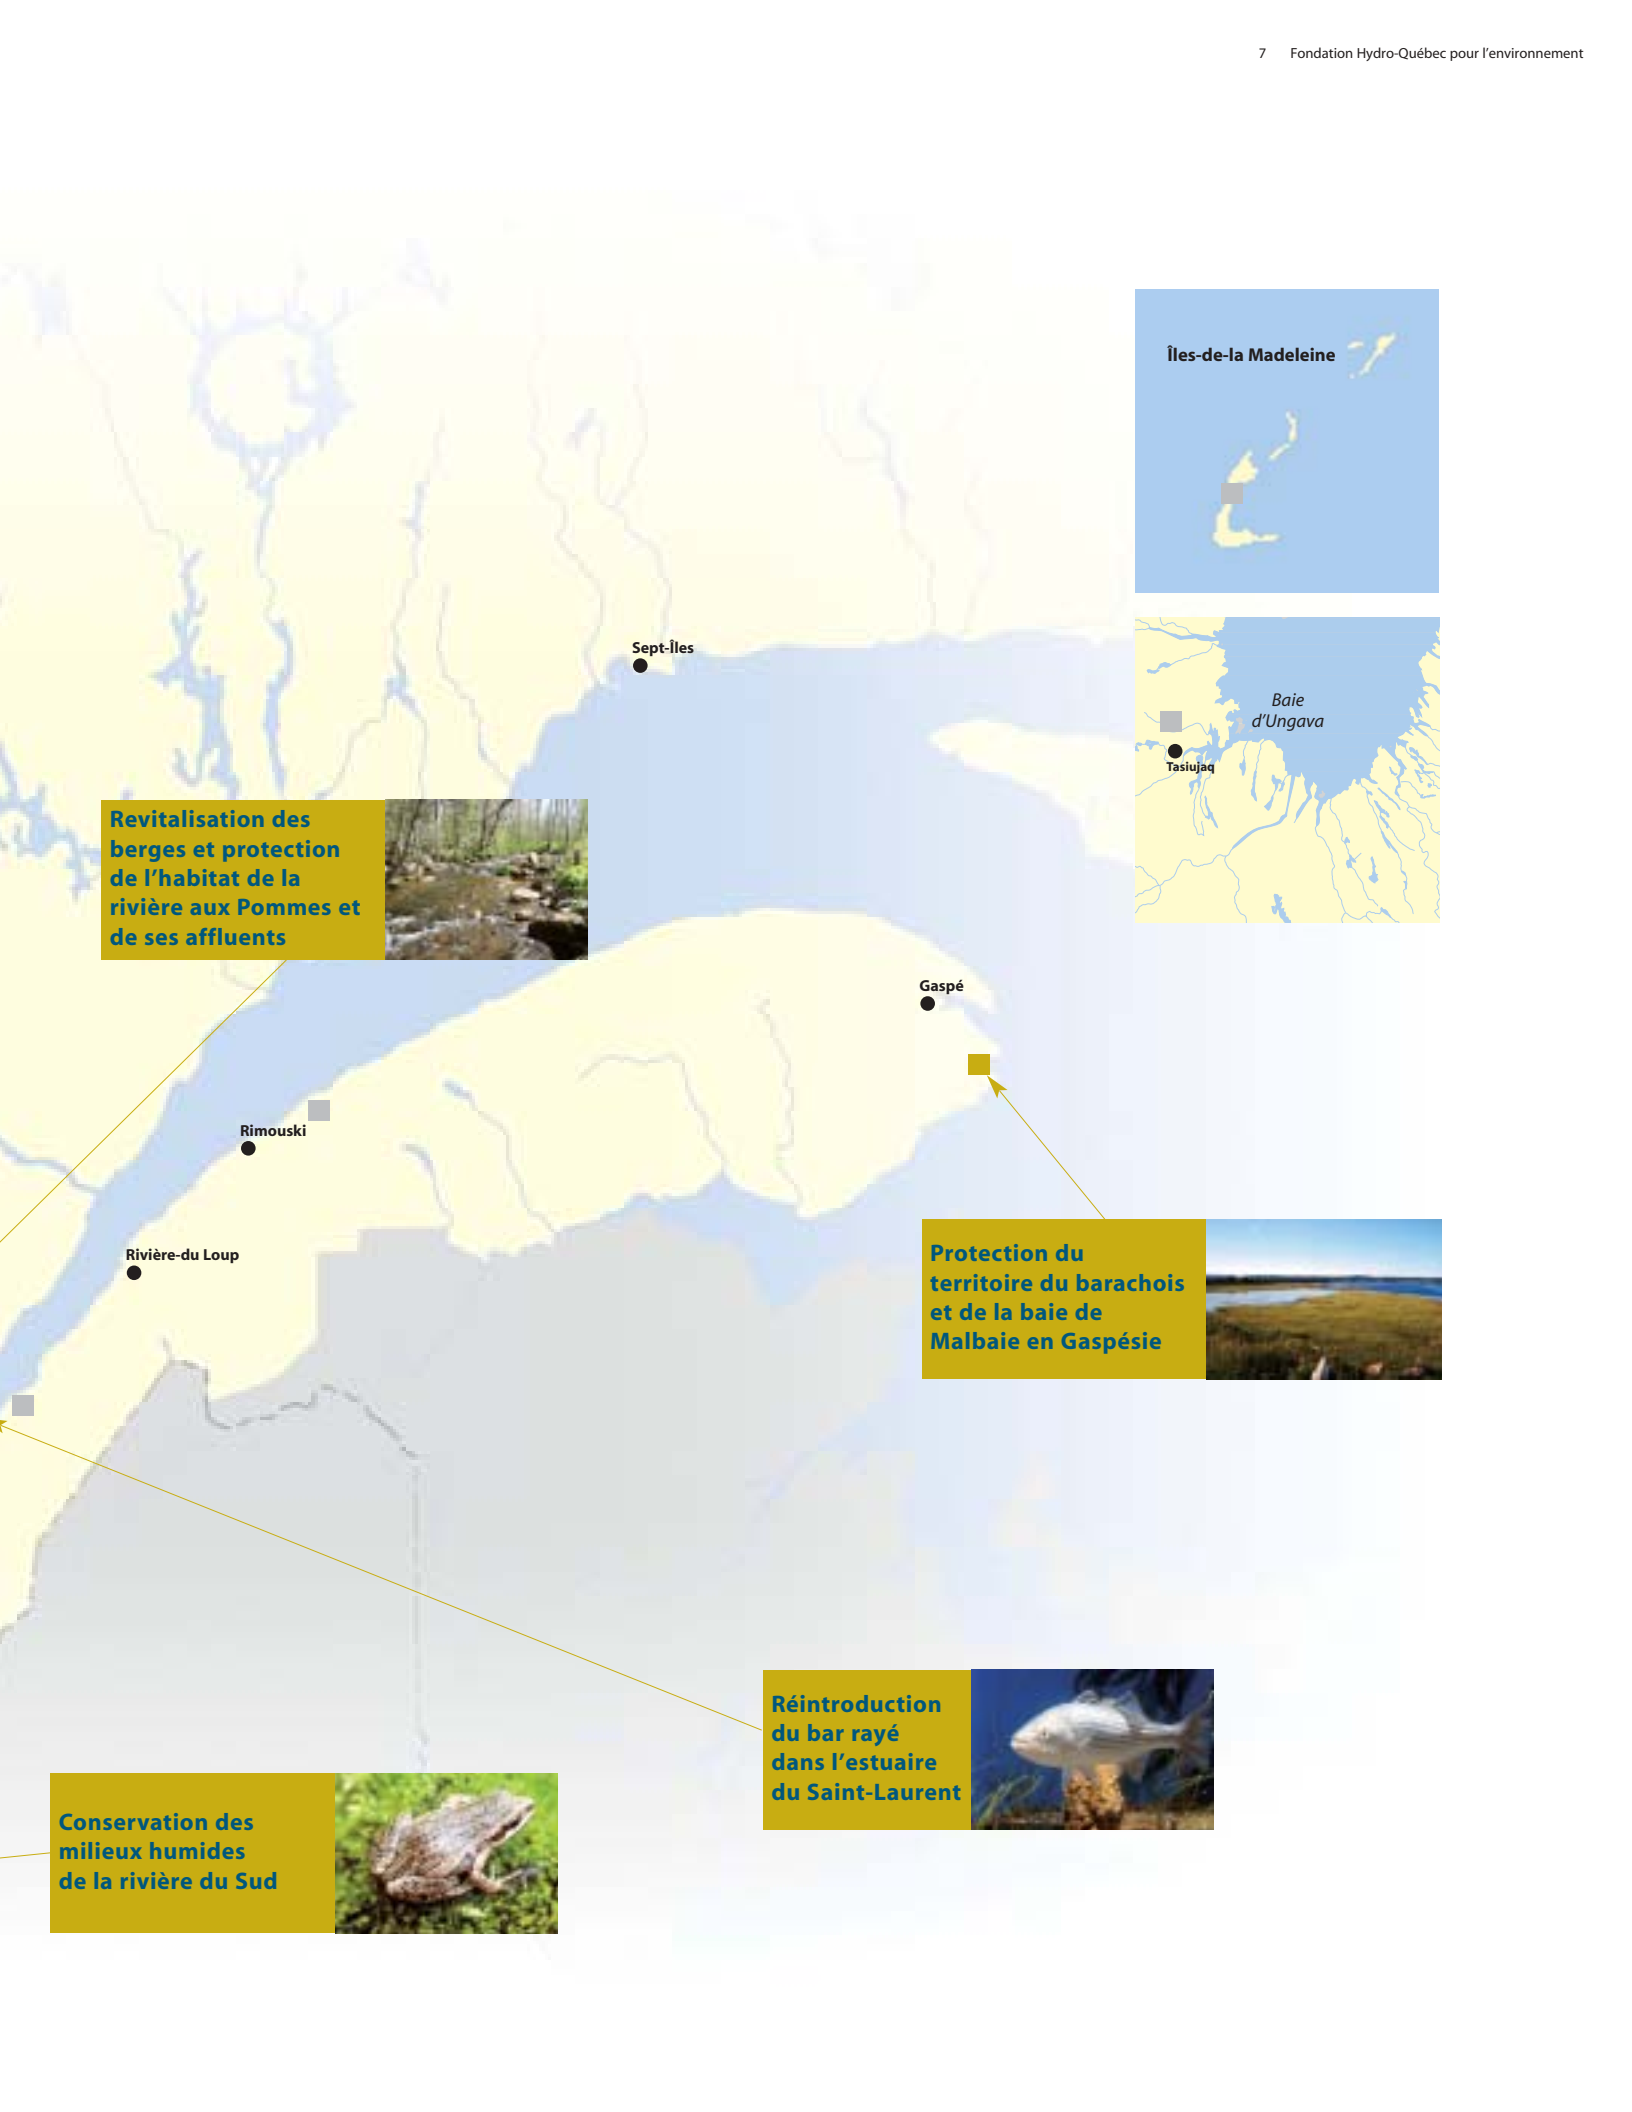 7 Fondation Hydro-Québec pour l'environnement
Îles-de-la Madeleine
Sept-Îles
Baie
d'Ungava
Tasiujaq
Revitalisation des
berges et protection
de l'habitat de la
rivière aux Pommes et
de ses affluents
Gaspé
Rimouski
Rivière-du Loup
Protection du
territoire du barachois
et de la baie de
Malbaie en Gaspésie
Réintroduction
du bar rayé
dans l'estuaire
du Saint-Laurent
Conservation des
milieux humides
de la rivière du Sud